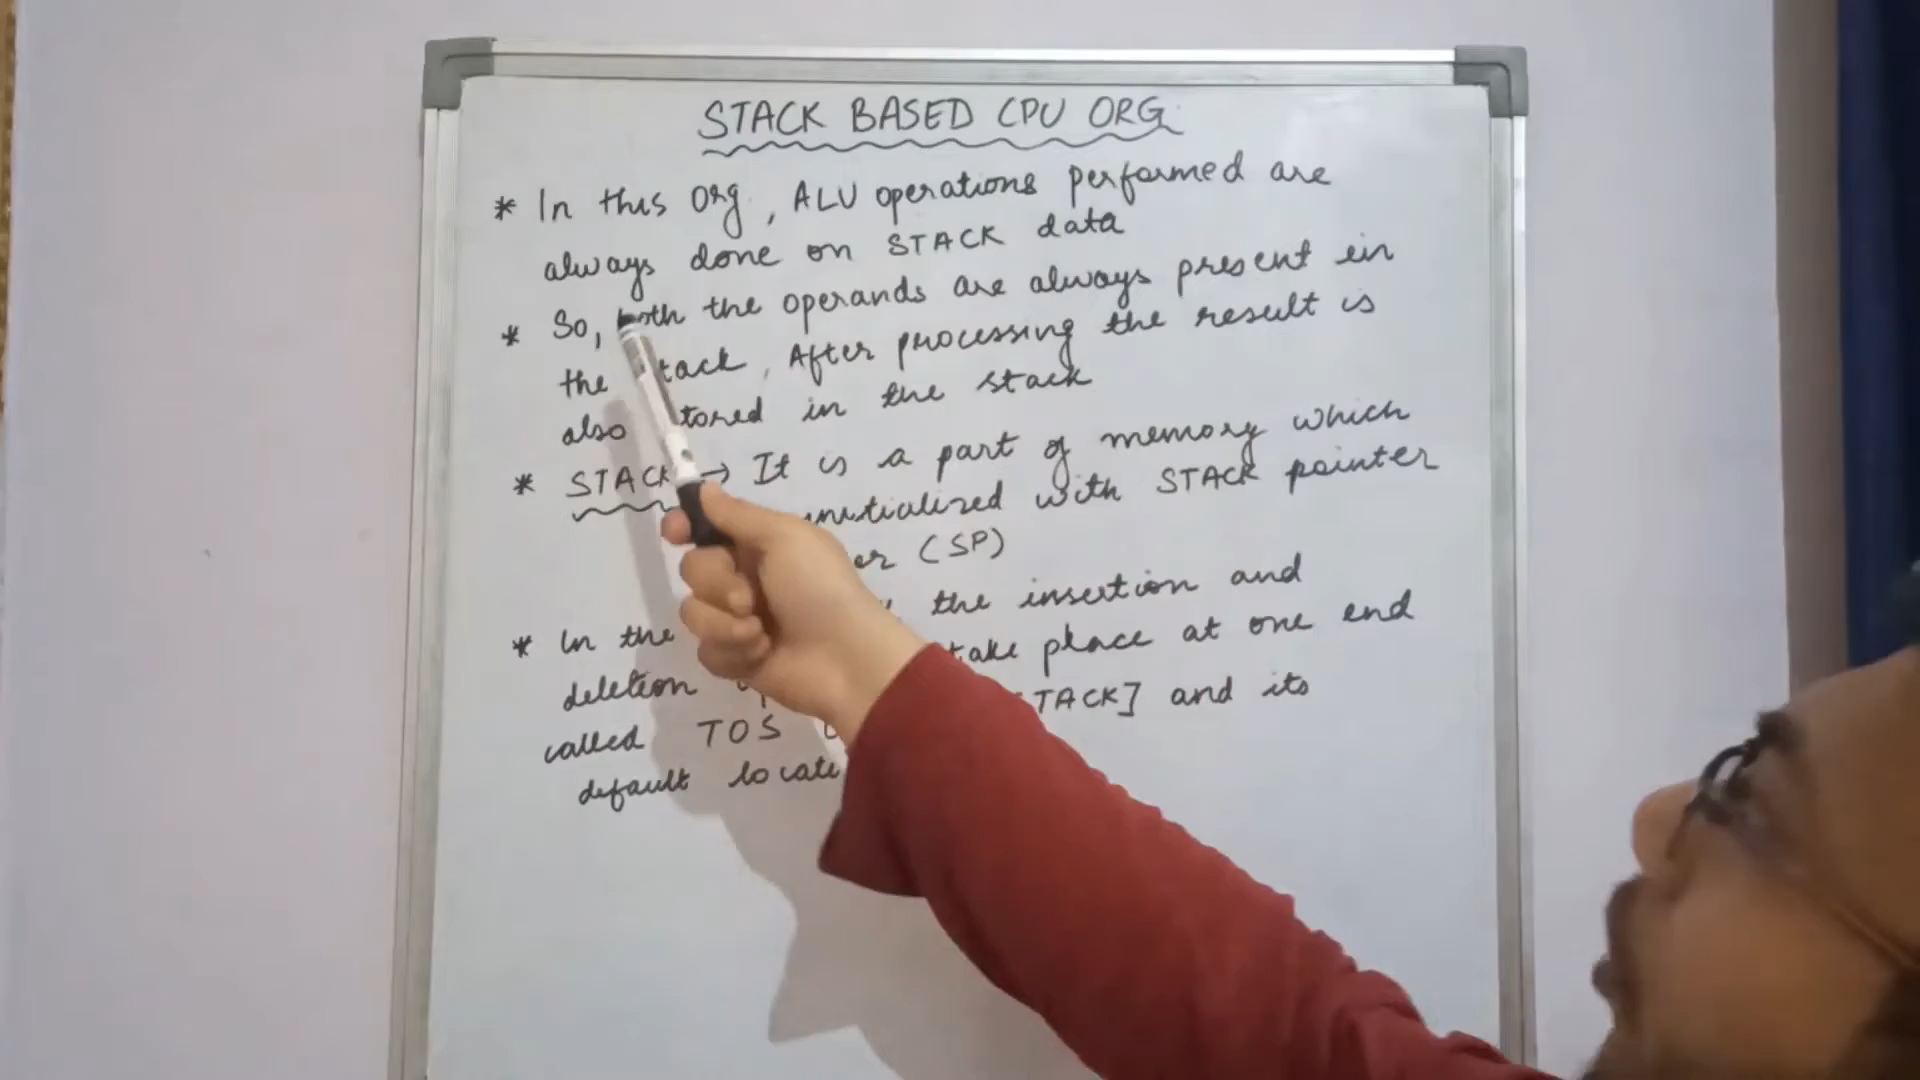 STACK BASED CPU ORG
* In this Org, ALU operations performed are
always done on STACK data
* So, both the operands are always present in
the stack. After processing the result is
also stored in the stack
* STACK → It is a part of memory which
initialized with STACK pointer
(SP)
* In the the insertion and
deletion take place at one end
called TOS STACK] and its
default